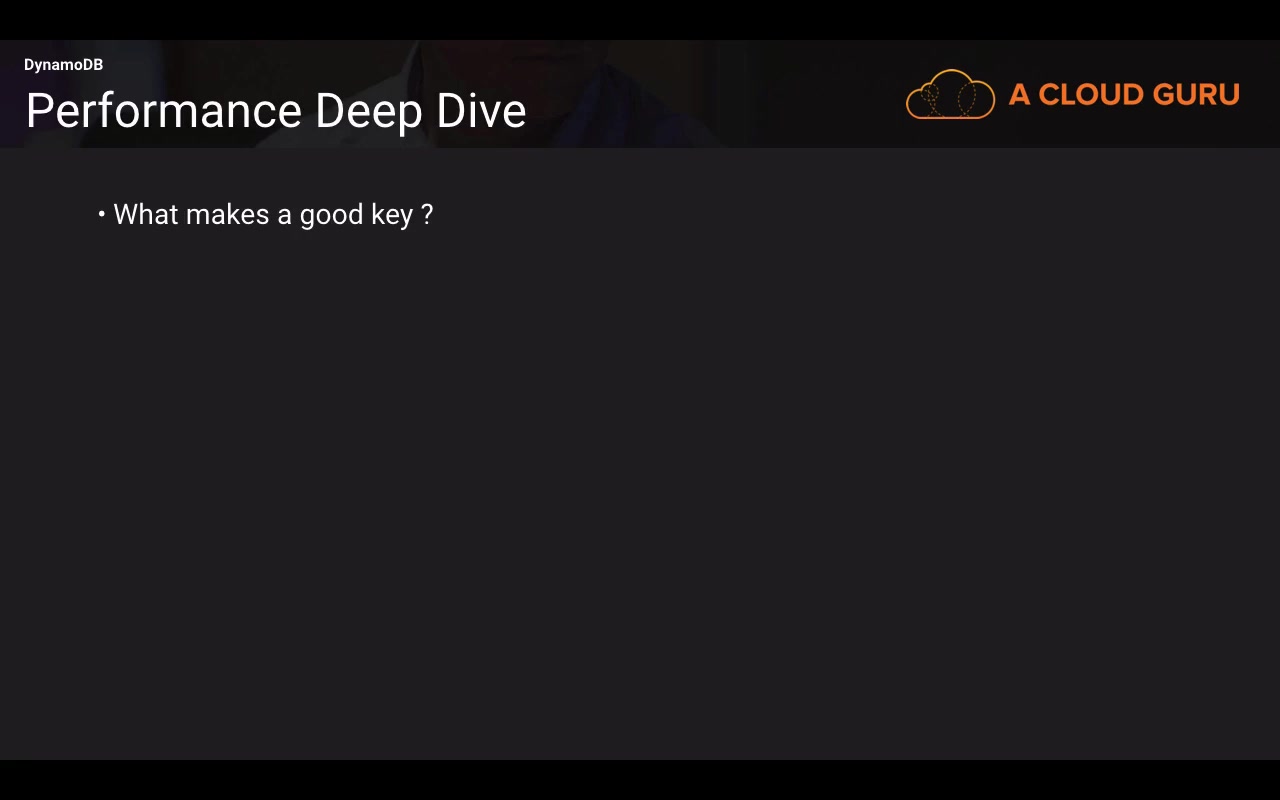 DynamoDB
Performance Deep Dive
A CLOUD GURU
• What makes a good key ?